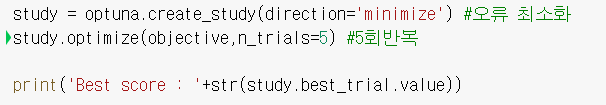 study = optuna.create_study(direction='minimize') #오류 최소화
study.optimize(objective,n_trials=5) #5회반복
print('Best score : '+str(study.best_trial.value))